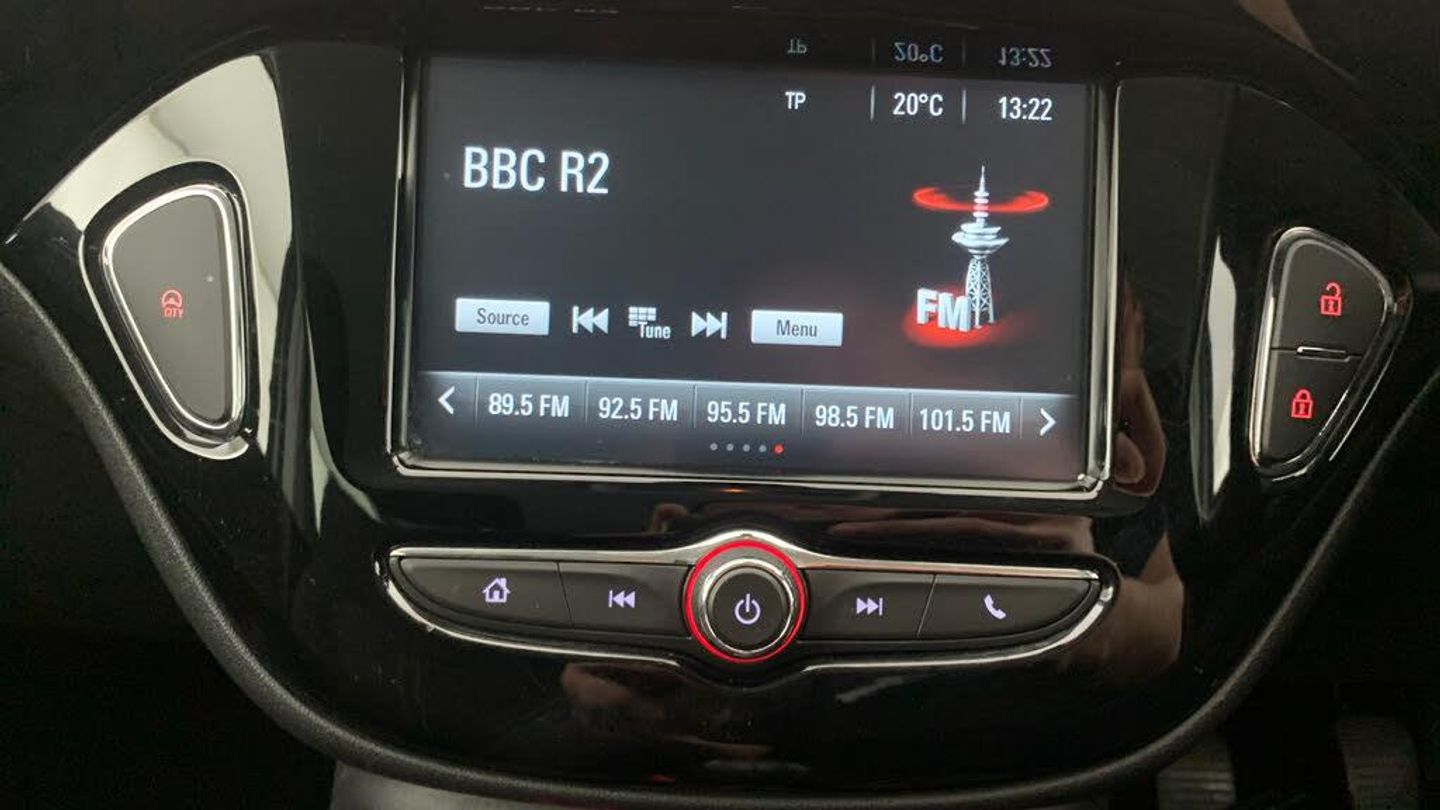 TP 20°C 13:22
BBC R2
FM
Source Tune Menu
89.5 FM 92.5 FM 95.5 FM 98.5 FM 101.5 FM
CITY